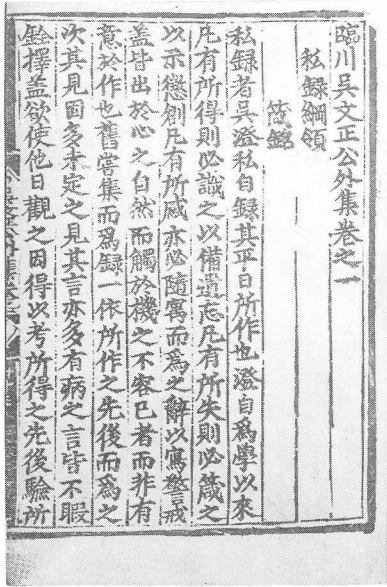 臨川吳文正公外集卷之一
私録綱領
箴銘
私録者吳澄私自録其平日所作也澄自爲學以來
凡有所得則必識之以備遺忘凡有所失則必箴之
以示懲創凡有所感亦必隨寓而爲之辭以寫警戒
盖皆出於心之自然而觸於機之不容已者而非有
意於作也舊嘗集而爲録一依所作之先後而爲之
次其見固多未定之見其言亦多有病之言皆不暇
銓擇盖欲使他日觀之因得以考所得之先後驗所